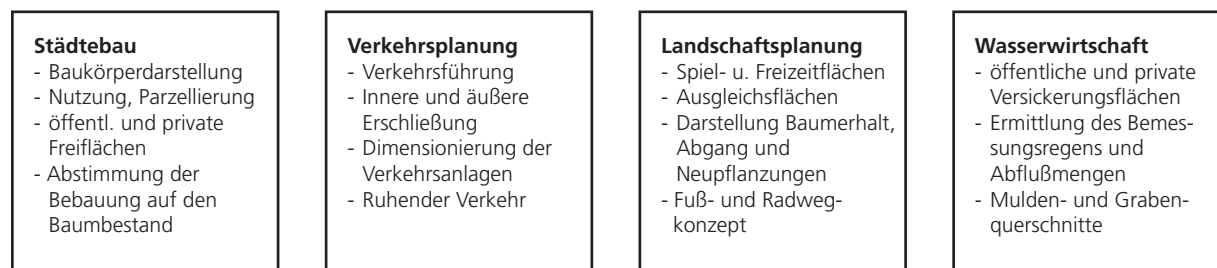 Städtebau
- Baukörperdarstellung
- Nutzung, Parzellierung
- öffentl. und private
Freiflächen
- Abstimmung der
Bebauung auf den
Baumbestand
Verkehrsplanung
- Verkehrsführung
- Innere und äußere
Erschließung
- Dimensionierung der
Verkehrsanlagen
- Ruhender Verkehr
Landschaftsplanung
- Spiel- u. Freizeitflächen
- Ausgleichsflächen
- Darstellung Baumerhalt,
Abgang und
Neupflanzungen
- Fuß- und Radweg-
konzept
Wasserwirtschaft
- öffentliche und private
Versickerungsflächen
- Ermittlung des Bemes-
sungsregens und
Abflußmengen
- Mulden- und Graben-
querschnitte